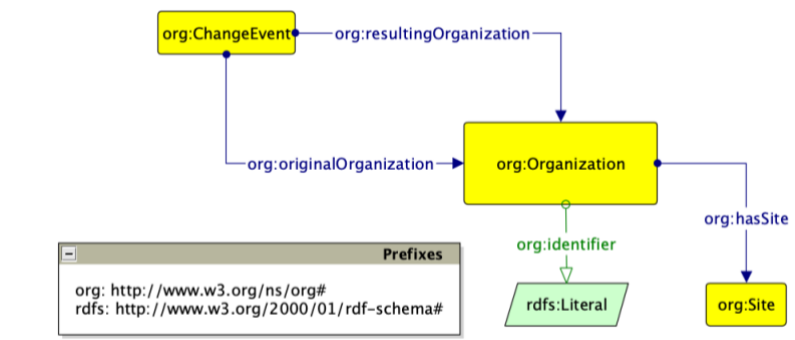 org:ChangeEvent
org:resultingOrganization
org:originalOrganization
org:Organization
org:hasSite
org:identifier
Prefixes
org: http://www.w3.org/ns/org#
rdfs: http://www.w3.org/2000/01/rdf-schema#
rdfs:Literal
org:Site